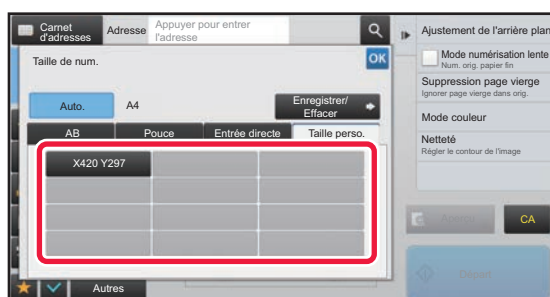 Carnet
d'adresses
Adresse
Appuyer pour entrer
l'adresse
Taille de num.
OK
Auto.
A4
Enregistrer/
Effacer
AB
Pouce
Entrée directe
Taille perso.
X420 Y297
Autres
Ajustement de l'arrière plan
Mode numérisation lente
Num. orig. papier fin
Suppression page vierge
Ignorer page vierge dans orig.
Mode couleur
Netteté
Régler le contour de l'image
Aperçu
CA
Départ